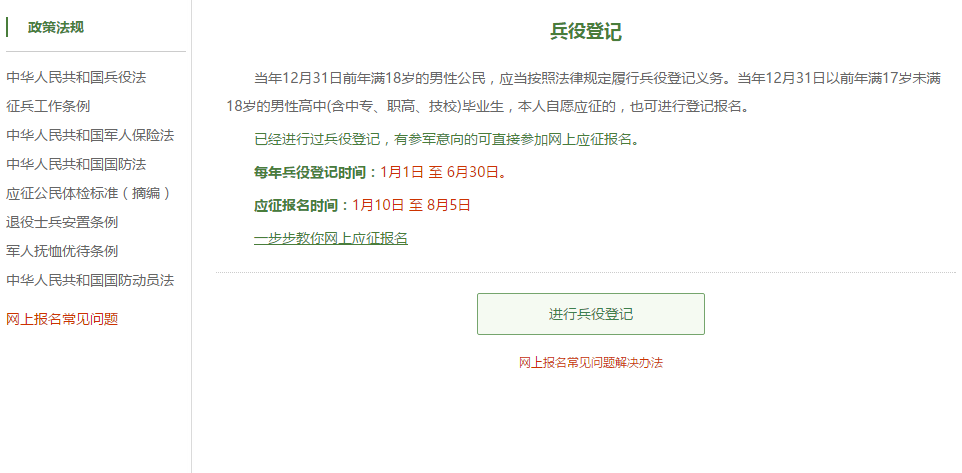 政策法规
中华人民共和国兵役法
征兵工作条例
中华人民共和国军人保险法
中华人民共和国国防法
应征公民体检标准（摘编）
退役士兵安置条例
军人抚恤优待条例
中华人民共和国国防动员法
网上报名常见问题
兵役登记
当年12月31日前年满18岁的男性公民，应当按照法律规定履行兵役登记义务。当年12月31日以前年满17岁未满
18岁的男性高中(含中专、职高、技校)毕业生，本人自愿应征的，也可进行登记报名。
已经进行过兵役登记，有参军意向的可直接参加网上应征报名。
每年兵役登记时间：1月1日 至 6月30日。
应征报名时间：1月10日 至 8月5日
一步步教你网上应征报名
进行兵役登记
网上报名常见问题解决办法